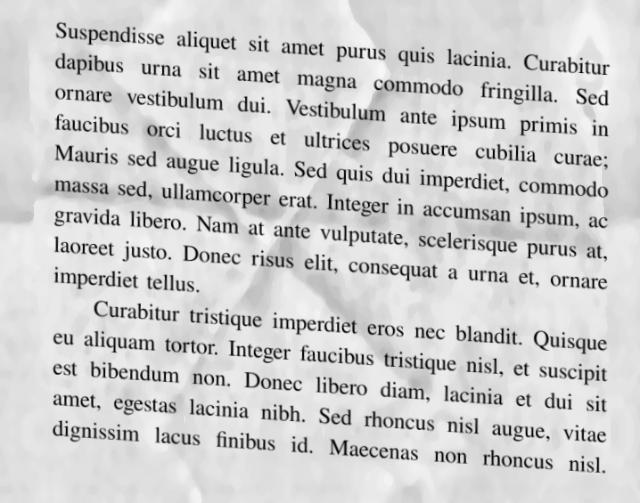 Suspendisse aliquet sit amet purus quis lacinia. Curabitur
dapibus urna sit amet magna commodo fringilla. Sed
ornare vestibulum dui. Vestibulum ante ipsum primis in
faucibus orci luctus et ultrices posuere cubilia curae;
Mauris sed augue ligula. Sed quis dui imperdiet, commodo
massa sed, ullamcorper erat. Integer in accumsan ipsum, ac
gravida libero. Nam at ante vulputate, scelerisque purus at,
laoreet justo. Donec risus elit, consequat a urna et, ornare
imperdiet tellus.
Curabitur tristique imperdiet eros nec blandit. Quisque
eu aliquam tortor. Integer faucibus tristique nisl, et suscipit
est bibendum non. Donec libero diam, lacinia et dui sit
amet, egestas lacinia nibh. Sed rhoncus nisl augue, vitae
dignissim lacus finibus id. Maecenas non rhoncus nisl.